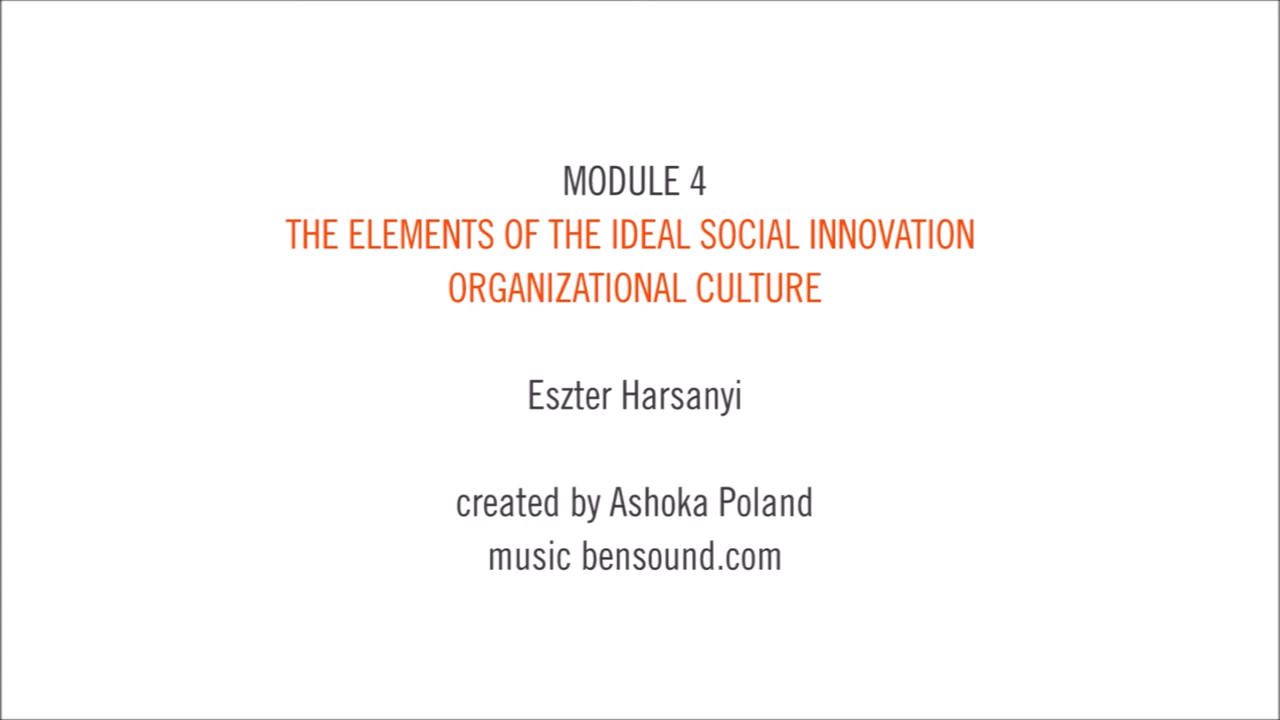 MODULE 4
THE ELEMENTS OF THE IDEAL SOCIAL INNOVATION
ORGANIZATIONAL CULTURE
Eszter Harsanyi
created by Ashoka Poland
music bensound.com